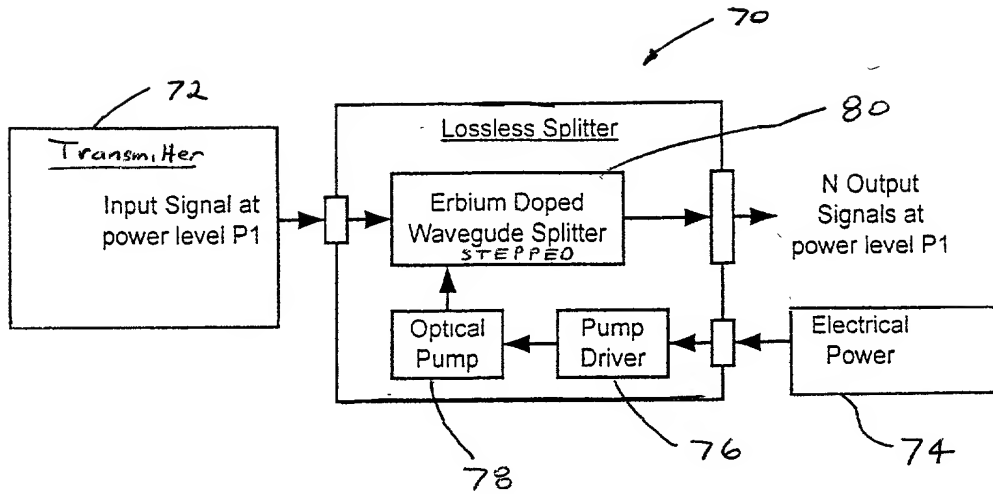 70
72
80
Transmitter
Input Signal at
power level P1
Lossless Splitter
Erbium Doped
Wavegude Splitter
STEPPED
N Output
Signals at
power level P1
Optical
Pump
Pump
Driver
Electrical
Power
78
76
74